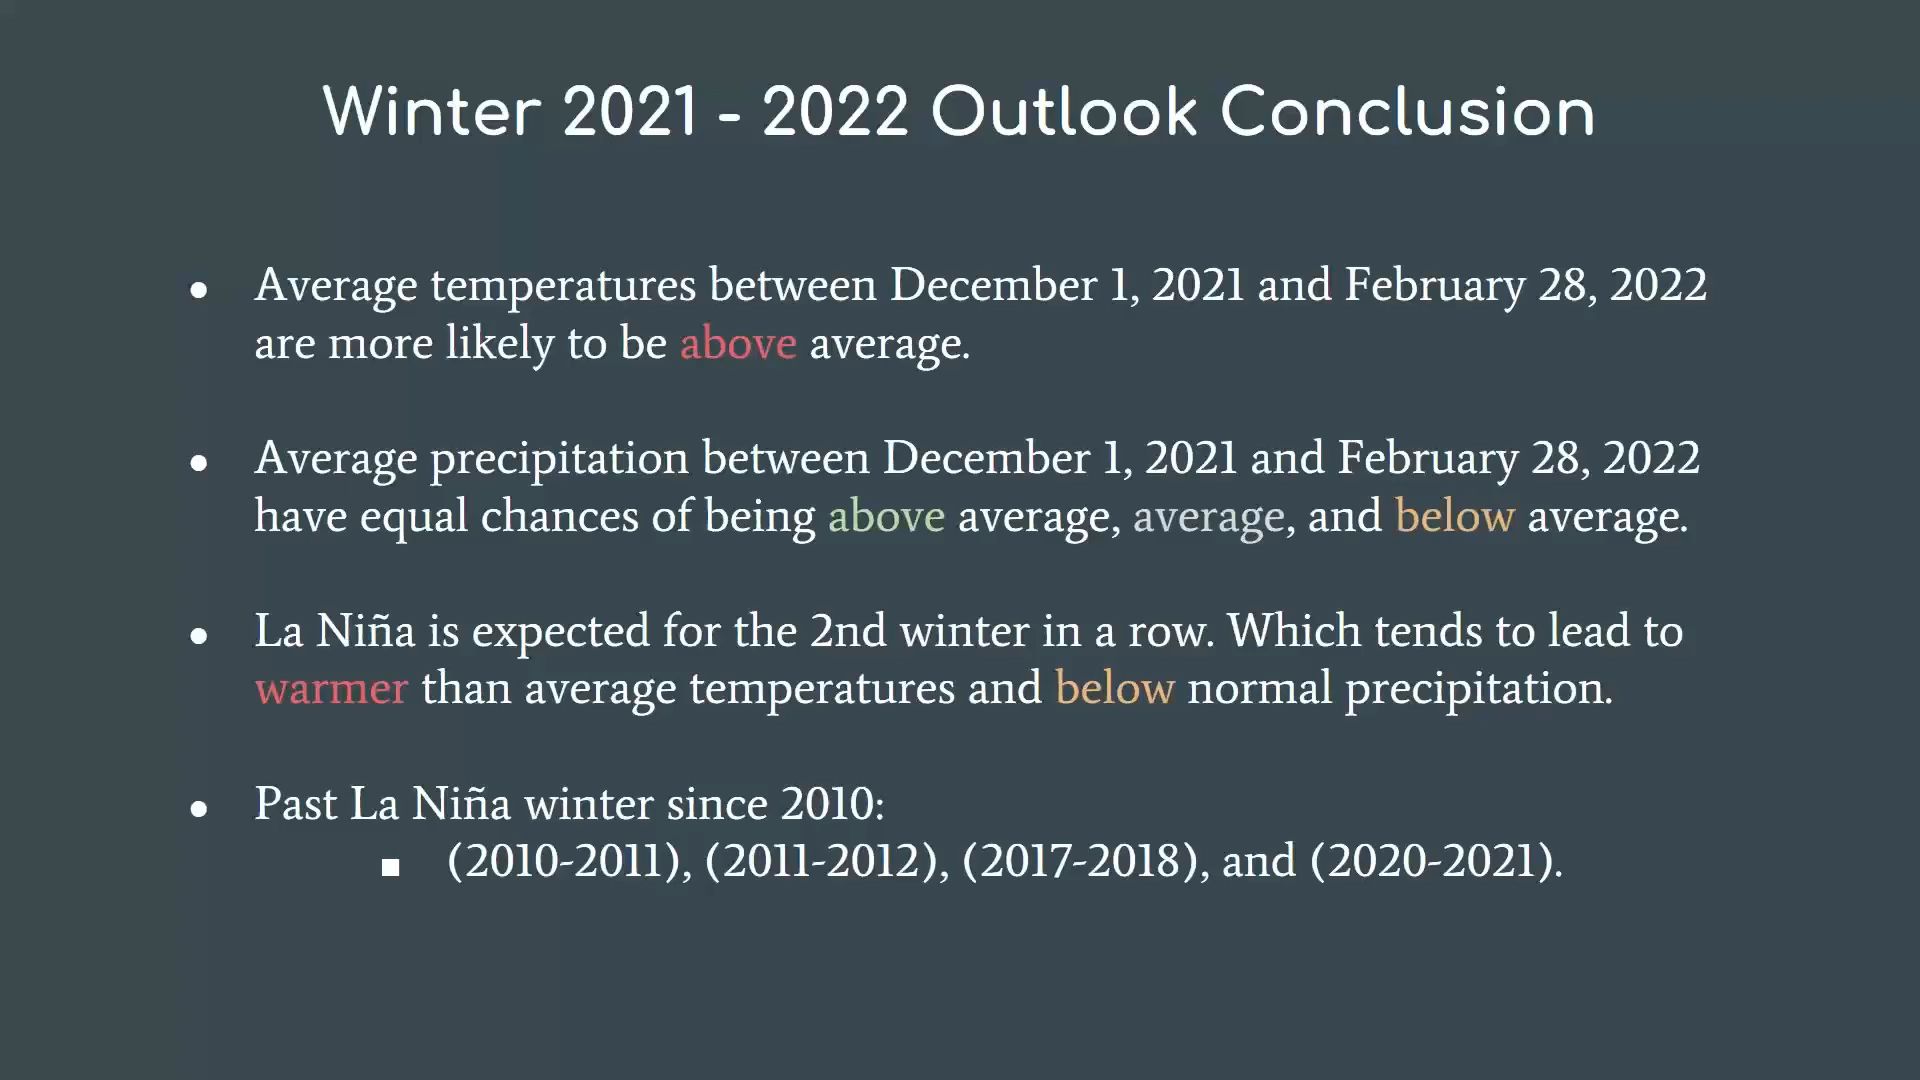 Winter 2021 - 2022 Outlook Conclusion
● Average temperatures between December 1, 2021 and February 28, 2022
are more likely to be above average.
● Average precipitation between December 1, 2021 and February 28, 2022
have equal chances of being above average, average, and below average.
● La Niña is expected for the 2nd winter in a row. Which tends to lead to
warmer than average temperatures and below normal precipitation.
● Past La Niña winter since 2010:
■ (2010-2011), (2011-2012), (2017-2018), and (2020-2021).